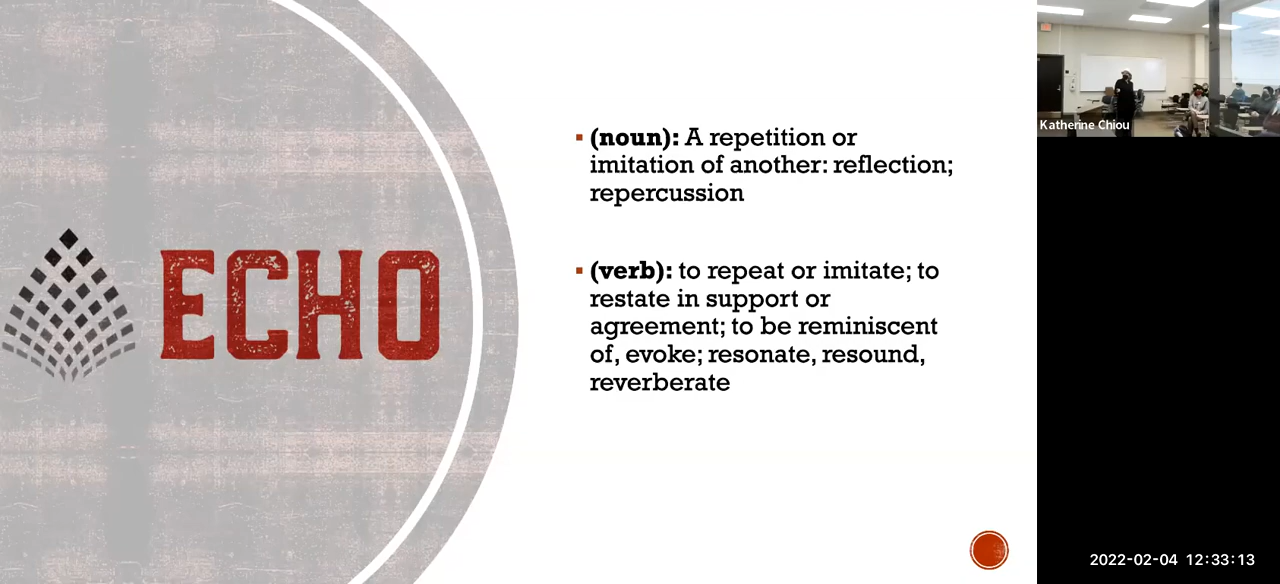 ECHO
▪ (noun): A repetition or
imitation of another: reflection;
repercussion
▪ (verb): to repeat or imitate; to
restate in support or
agreement; to be reminiscent
of, evoke; resonate, resound,
reverberate
Katherine Chiou
2022-02-04 12:33:13